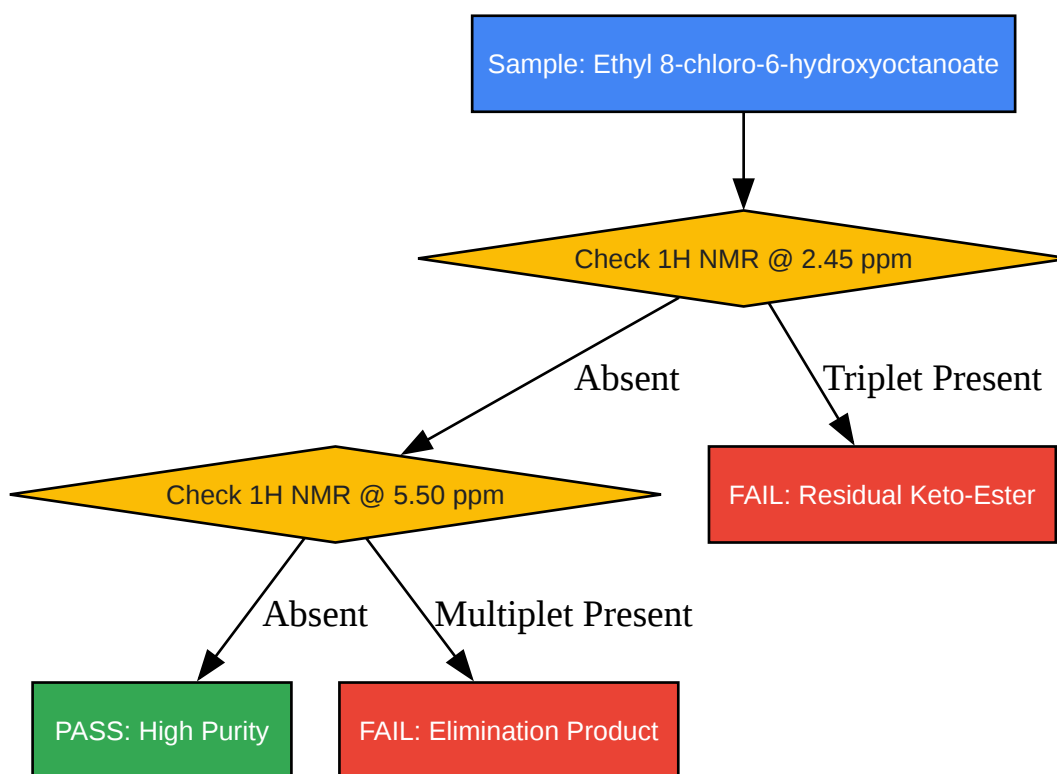 Sample: Ethyl 8-chloro-6-hydroxyoctanoate
Check 1H NMR @ 2.45 ppm
Absent
Triplet Present
Check 1H NMR @ 5.50 ppm
FAIL: Residual Keto-Ester
Absent
Multiplet Present
PASS: High Purity
FAIL: Elimination Product